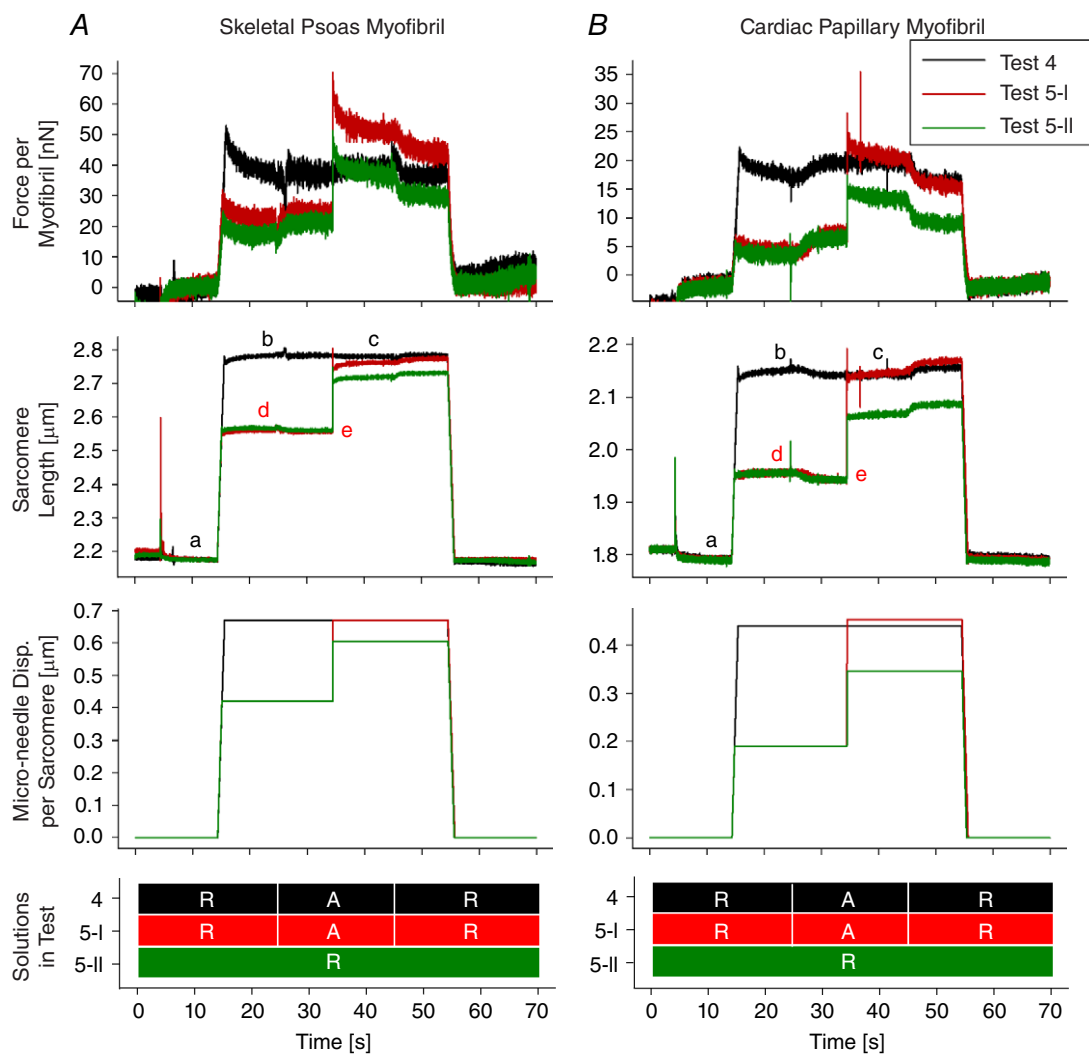 A Skeletal Psoas Myofibril
B Cardiac Papillary Myofibril
Test 4
Test 5-I
Test 5-II
Force per
Myofibril [nN]
70
60
50
40
30
20
10
0
35
30
25
20
15
10
5
0
Sarcomere
Length [μm]
2.8
2.7
2.6
2.5
2.4
2.3
2.2
a
b
c
d
e
2.2
2.1
2.0
1.9
1.8
a
b
c
d
e
Micro-needle Disp.
per Sarcomere [μm]
0.7
0.6
0.5
0.4
0.3
0.2
0.1
0.0
0.4
0.3
0.2
0.1
0.0
Solutions
in Test
4 R A R
5-I R A R
5-II R
4 R A R
5-I R A R
5-II R
0 10 20 30 40 50 60 70
Time [s]
0 10 20 30 40 50 60 70
Time [s]